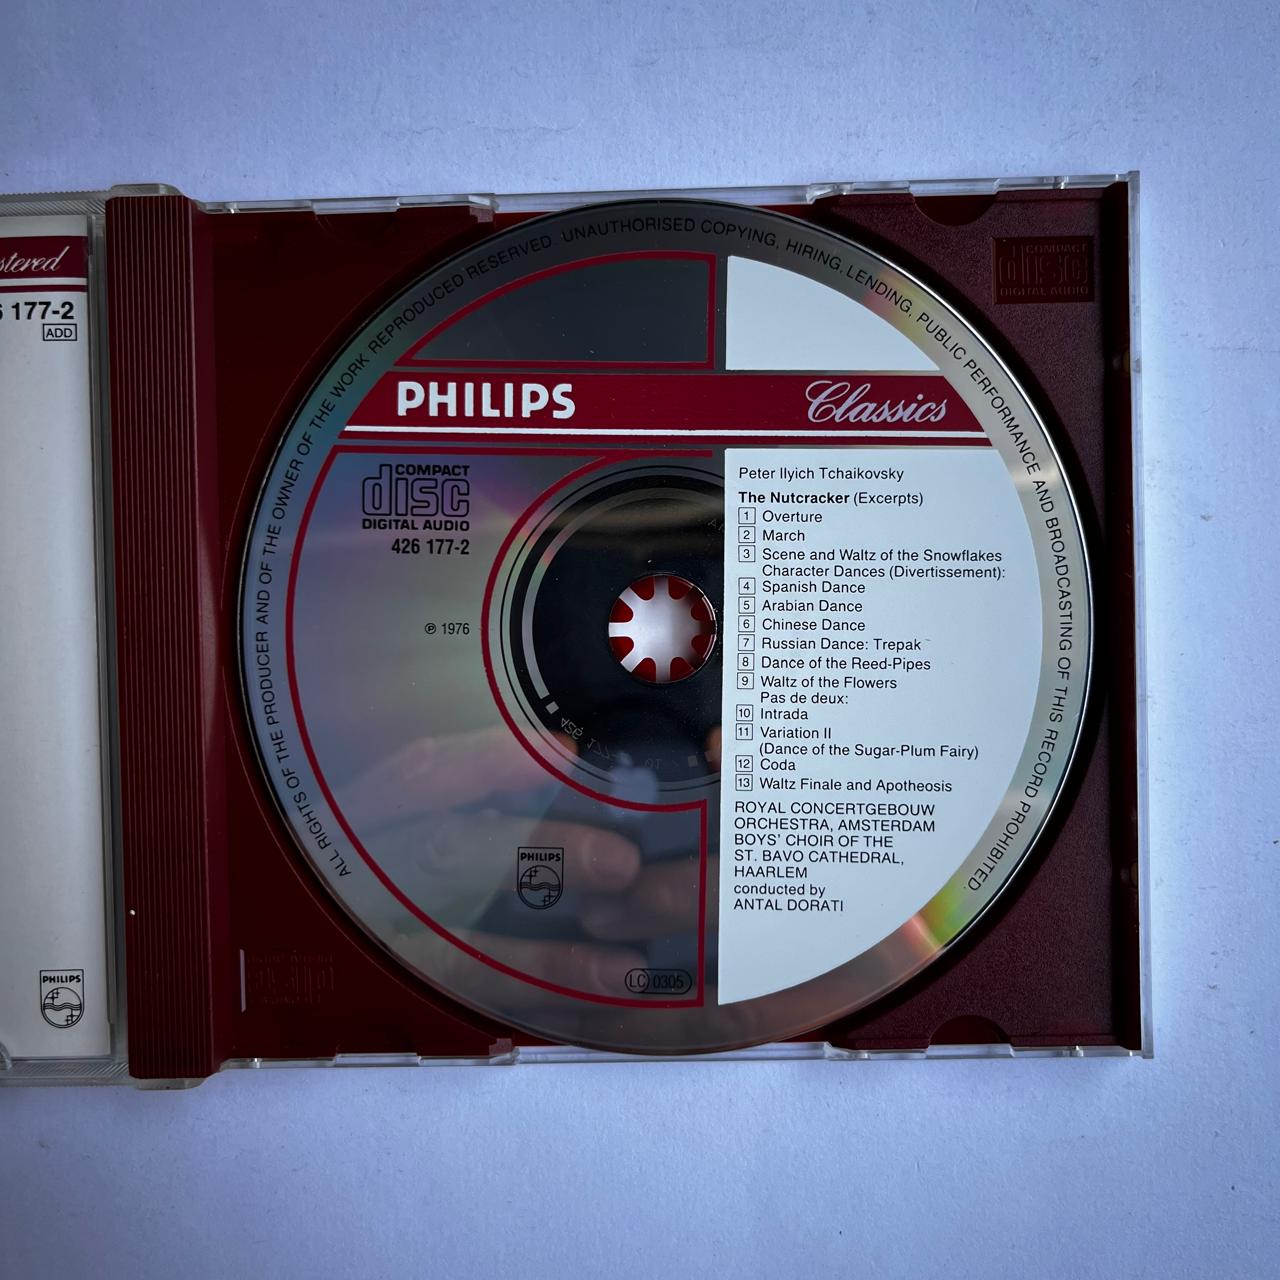 stered
6 177-2
ADD
PHILIPS
COMPACT
disc
DIGITAL AUDIO
ALL RIGHTS OF THE PRODUCER AND OF THE OWNER OF THE WORK REPRODUCED RESERVED. UNAUTHORISED COPYING, HIRING, LENDING, PUBLIC PERFORMANCE AND BROADCASTING OF THIS RECORD PROHIBITED.
PHILIPS Classics
COMPACT
disc
DIGITAL AUDIO
426 177-2
℗ 1976
PHILIPS
LC 0305
Peter Ilyich Tchaikovsky
The Nutcracker (Excerpts)
1 Overture
2 March
3 Scene and Waltz of the Snowflakes
Character Dances (Divertissement):
4 Spanish Dance
5 Arabian Dance
6 Chinese Dance
7 Russian Dance: Trepak
8 Dance of the Reed-Pipes
9 Waltz of the Flowers
Pas de deux:
10 Intrada
11 Variation II
(Dance of the Sugar-Plum Fairy)
12 Coda
13 Waltz Finale and Apotheosis
ROYAL CONCERTGEBOUW
ORCHESTRA, AMSTERDAM
BOYS' CHOIR OF THE
ST. BAVO CATHEDRAL,
HAARLEM
conducted by
ANTAL DORATI